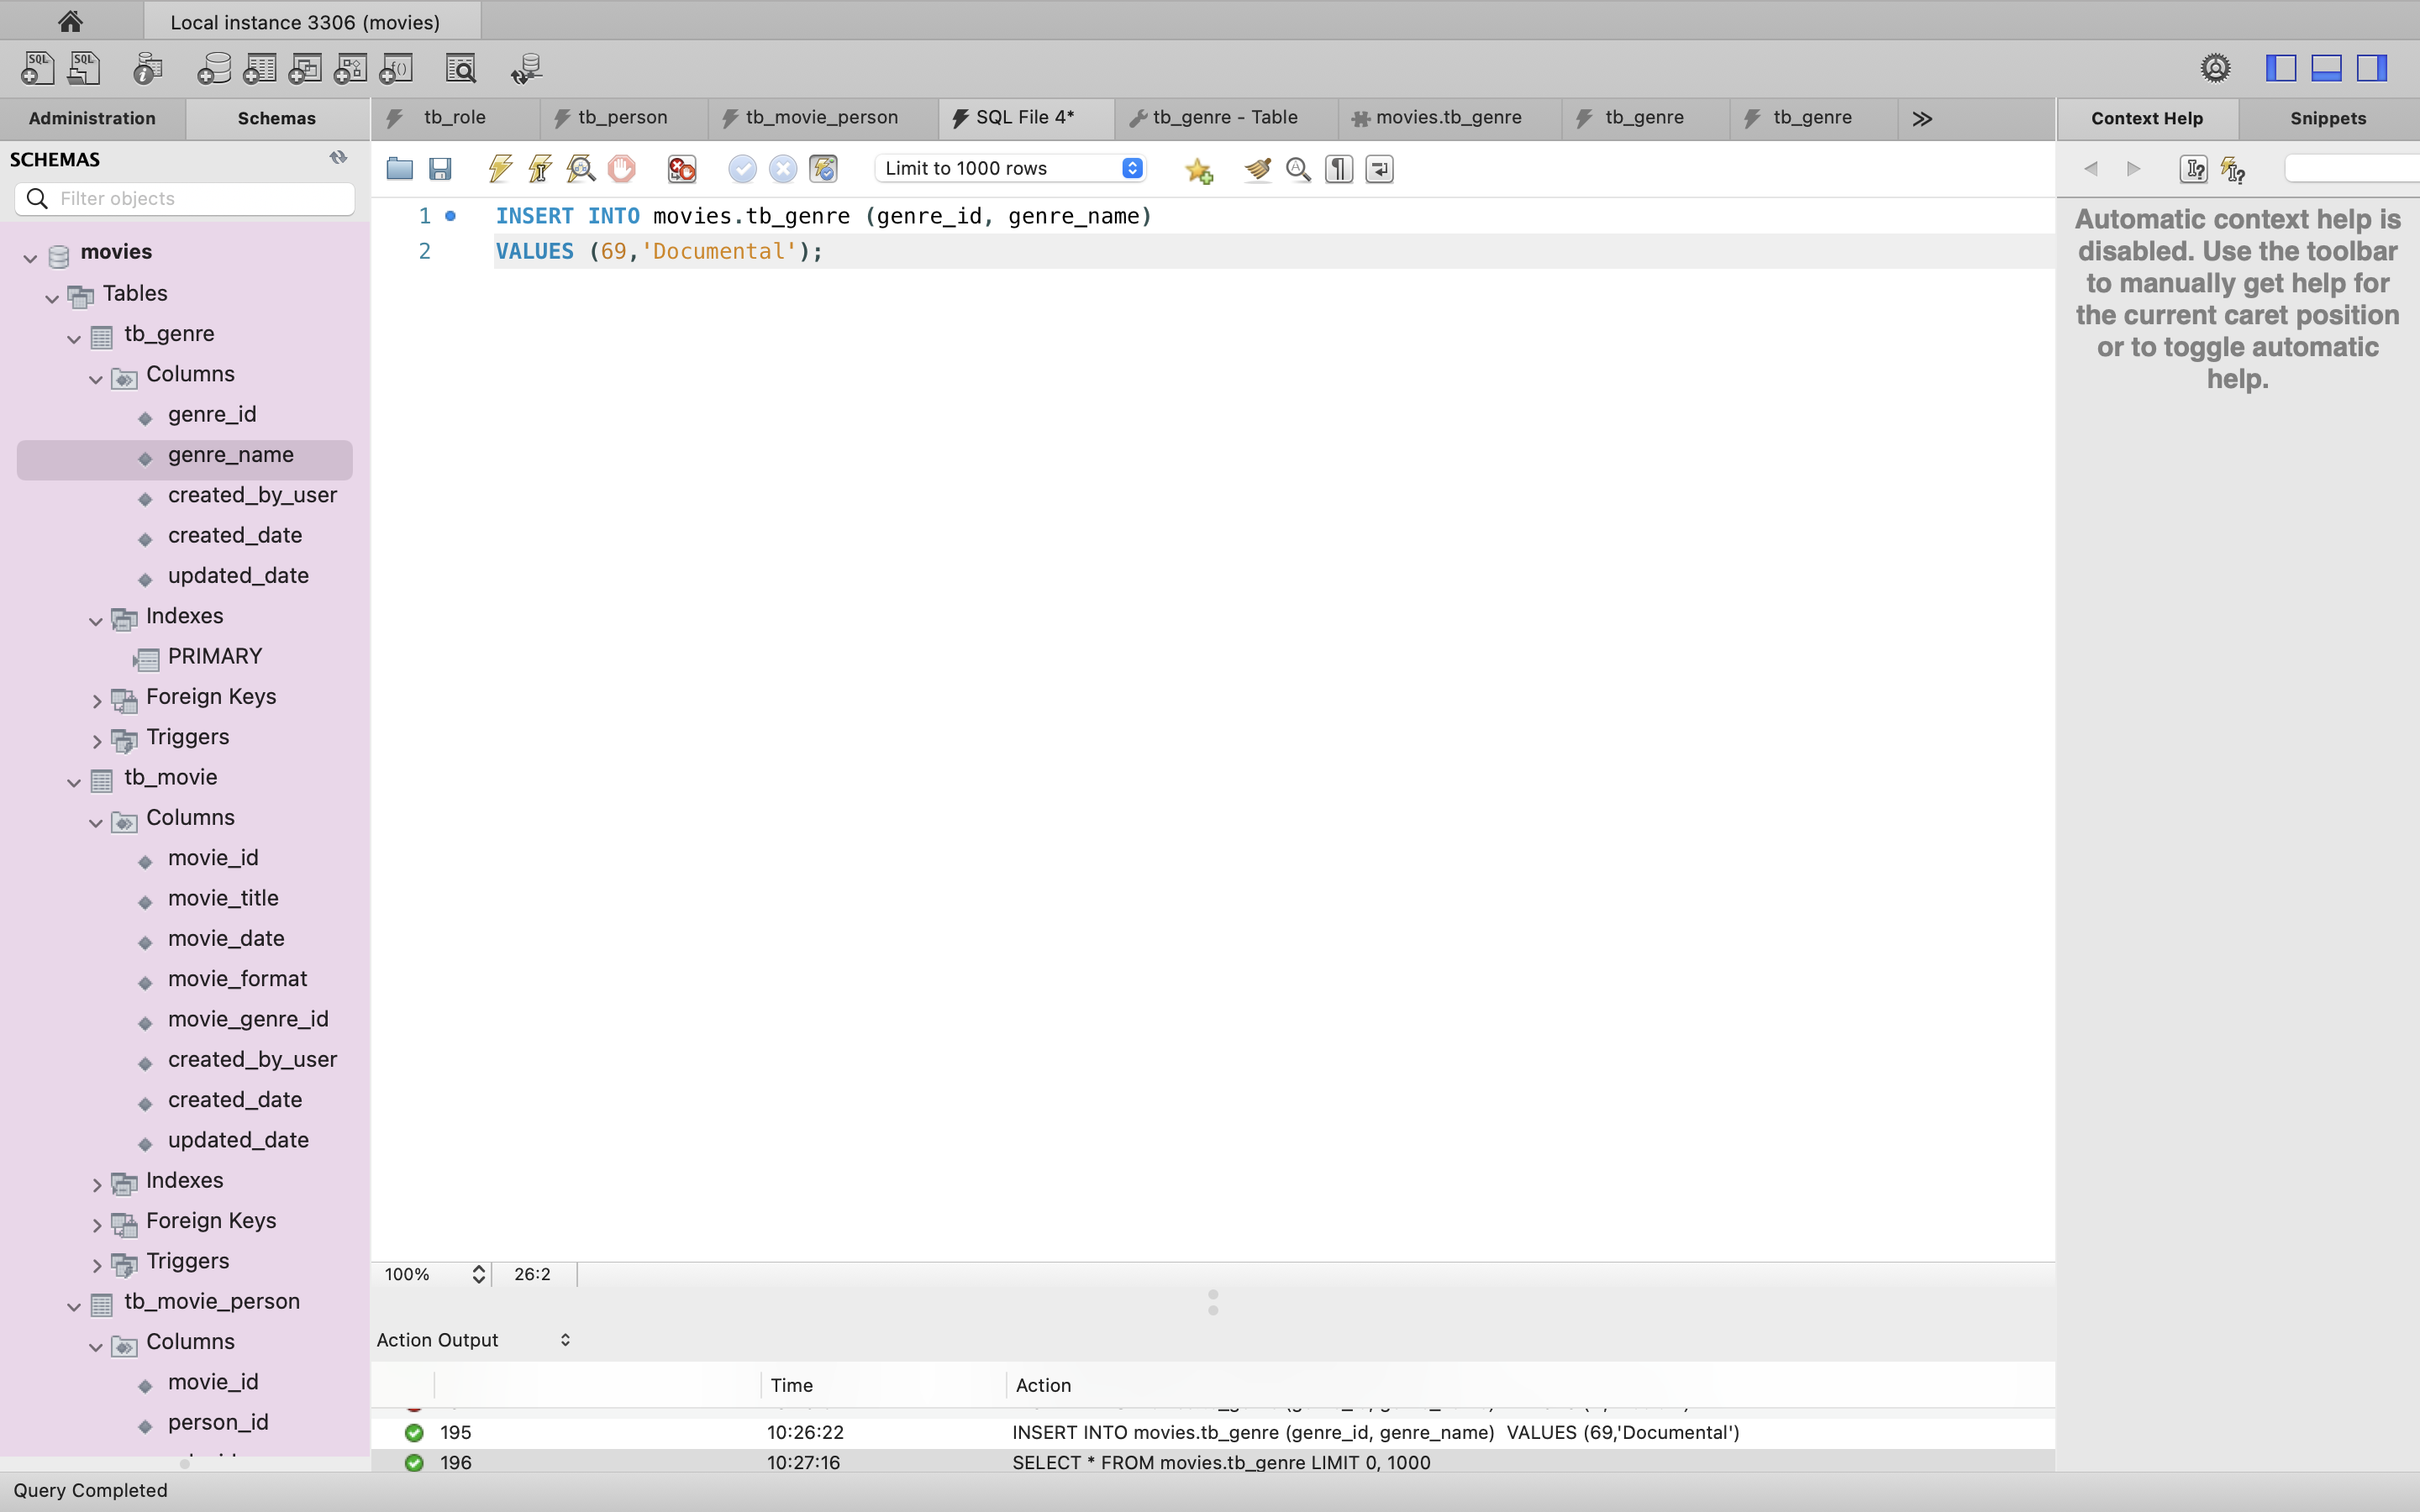 Local instance 3306 (movies)
Administration
Schemas
tb_role
tb_person
tb_movie_person
SQL File 4*
tb_genre - Table
movies.tb_genre
tb_genre
tb_genre
Context Help
Snippets
SCHEMAS
Filter objects
Limit to 1000 rows
1 INSERT INTO movies.tb_genre (genre_id, genre_name)
2 VALUES (69,'Documental');
Automatic context help is
disabled. Use the toolbar
to manually get help for
the current caret position
or to toggle automatic
help.
movies
Tables
tb_genre
Columns
genre_id
genre_name
created_by_user
created_date
updated_date
Indexes
PRIMARY
Foreign Keys
Triggers
tb_movie
Columns
movie_id
movie_title
movie_date
movie_format
movie_genre_id
created_by_user
created_date
updated_date
Indexes
Foreign Keys
Triggers
tb_movie_person
Columns
movie_id
person_id
100%
26:2
Action Output
Time
Action
195 10:26:22 INSERT INTO movies.tb_genre (genre_id, genre_name) VALUES (69,'Documental')
196 10:27:16 SELECT * FROM movies.tb_genre LIMIT 0, 1000
Query Completed